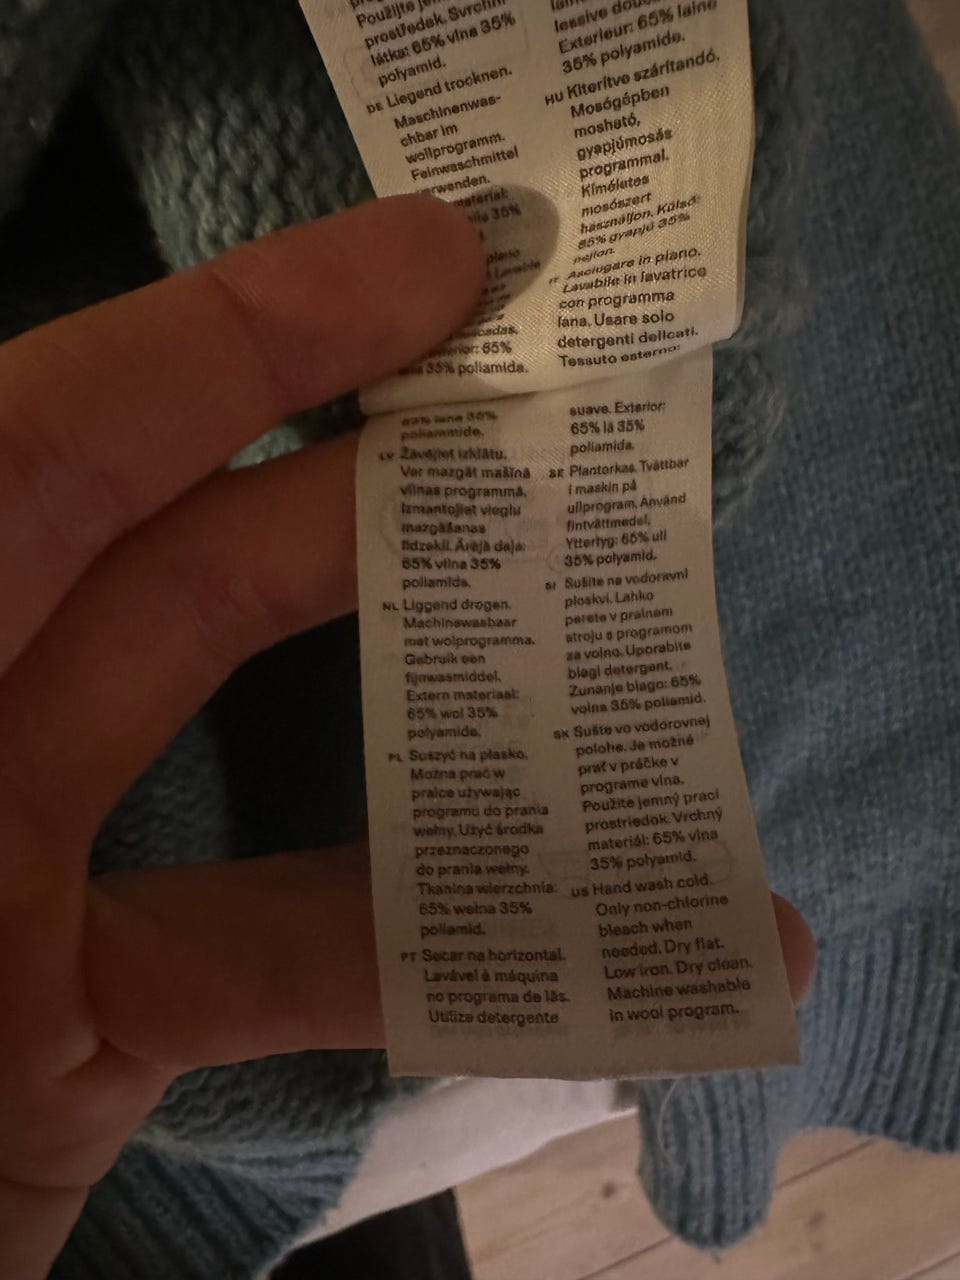 Použijte
prostředek. Svrchní
látka: 65% vlna 35%
polyamid.
DE Liegend trocknen.
Maschinenwas-
chbar im
wollprogramm.
Feinwaschmittel
material:
35%
65%
35% poliamida.
Exterieur: 65% laine
35% polyamide.
HU Kiterítve szárítandó.
Mosógépben
mosható,
gyapjúmosás
programmal.
Kíméletes
mosószert
használjon. Külső:
65% gyapjú 35%
nejlon.
IT Asciugare in piano.
Lavabile in lavatrice
con programma
lana. Usare solo
detergenti delicati.
Tessuto esterno:
65% lana 35%
poliammide.
LV Žāvējiet izklātu.
Var mazgāt mašīnā
vilnas programmā.
Izmantojiet vieglu
mazgāšanas
līdzekli. Ārējā daļa:
65% vilna 35%
poliamīds.
NL Liggend drogen.
Machinewasbaar
met wolprogramma.
Gebruik een
fijnwasmiddel.
Extern materiaal:
65% wol 35%
polyamide.
PL Suszyć na płasko.
Można prać w
pralce używając
programu do prania
wełny. Użyć środka
przeznaczonego
do prania wełny.
Tkanina wierzchnia:
65% wełna 35%
poliamid.
PT Secar na horizontal.
Lavável à máquina
no programa de lãs.
Utilize detergente
suave. Exterior:
65% lã 35%
poliamida.
SE Plantorkas. Tvättbar
i maskin på
ullprogram. Använd
fintvättmedel.
Yttertyg: 65% ull
35% polyamid.
SI Sušite na vodoravni
ploskvi. Lahko
perete v pralnem
stroju s programom
za volno. Uporabite
blagi detergent.
Zunanje blago: 65%
volna 35% poliamid.
SK Sušte vo vodorovnej
polohe. Je možné
prať v práčke v
programe vlna.
Použite jemný prací
prostriedok. Vrchný
materiál: 65% vlna
35% polyamid.
US Hand wash cold.
Only non-chlorine
bleach when
needed. Dry flat.
Low iron. Dry clean.
Machine washable
in wool program.